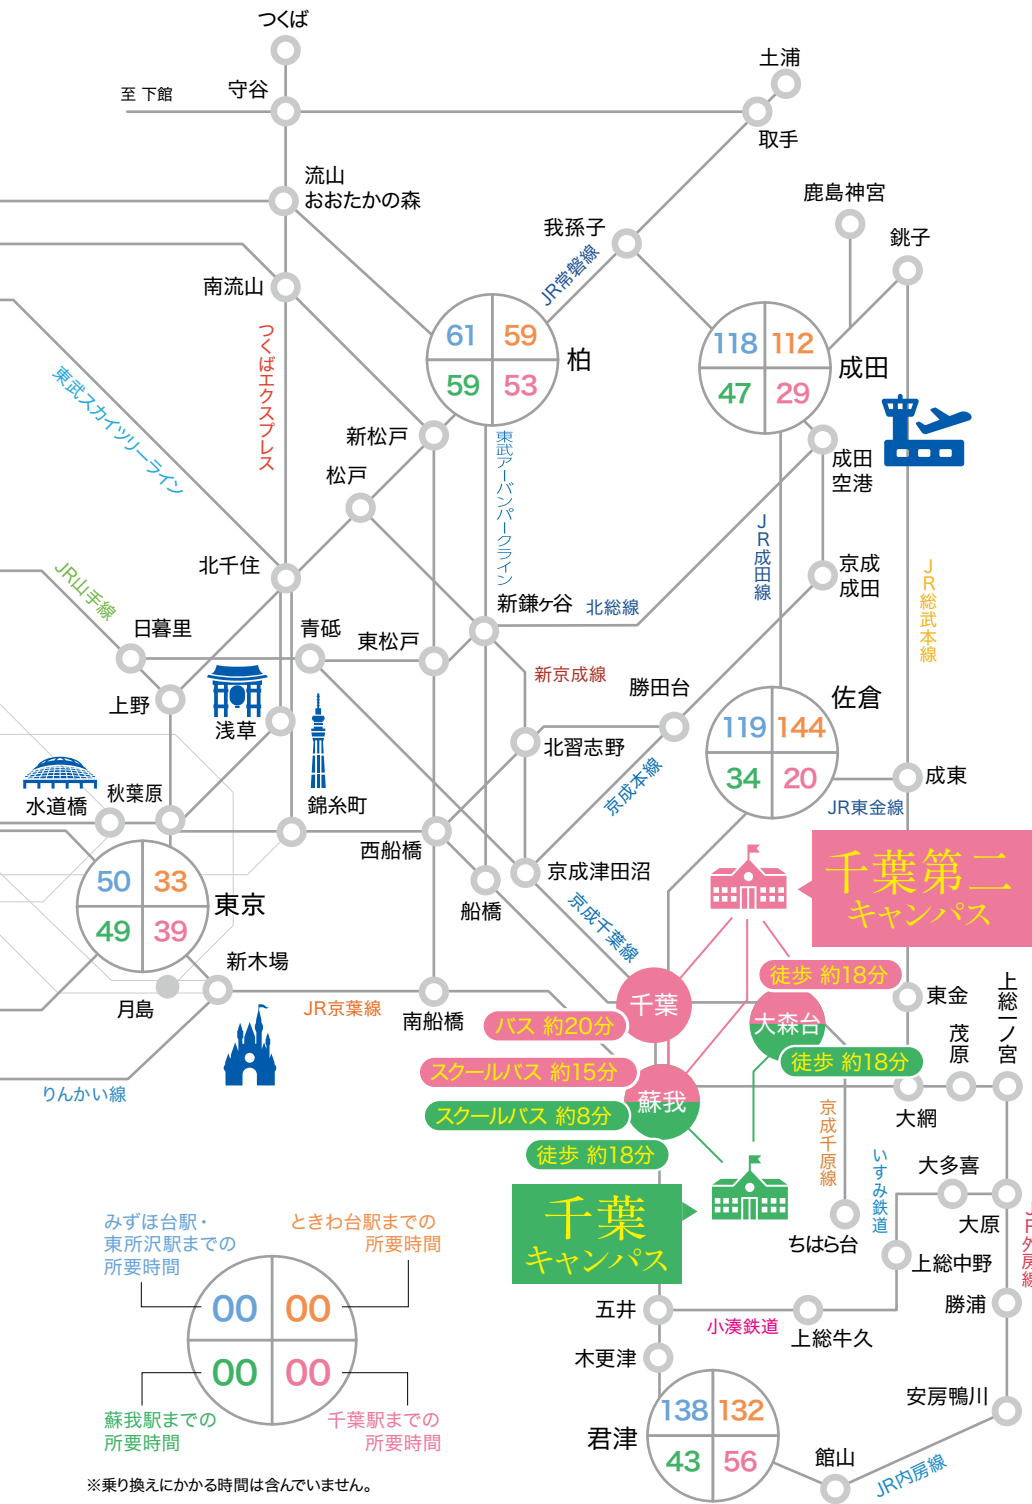 つくば
土浦
至 下館
守谷
取手
流山
おおたかの森
鹿島神宮
我孫子
銚子
JR常磐線
南流山
61 59
59 53
柏
118 112
47 29
成田
つくばエクスプレス
東武スカイツリーライン
新松戸
東武アーバンパークライン
成田
空港
松戸
JR成田線
北千住
京成
成田
JR総武本線
JR山手線
新鎌ヶ谷
北総線
日暮里
青砥
東松戸
新京成線
勝田台
上野
浅草
佐倉
119 144
34 20
北習志野
京成本線
成東
水道橋
秋葉原
錦糸町
JR東金線
西船橋
京成津田沼
千葉第二
キャンパス
50 33
49 39
東京
船橋
京成千葉線
新木場
徒歩 約18分
月島
JR京葉線
南船橋
千葉
バス 約20分
大森台
東金
上総一ノ宮
茂原
徒歩 約18分
スクールバス 約15分
りんかい線
蘇我
スクールバス 約8分
大網
京成千原線
徒歩 約18分
いすみ鉄道
大多喜
大原
JR外房線
千葉
キャンパス
ちはら台
上総中野
みずほ台駅・
東所沢駅までの
所要時間
ときわ台駅までの
所要時間
00 00
00 00
蘇我駅までの
所要時間
千葉駅までの
所要時間
五井
小湊鉄道
上総牛久
勝浦
木更津
安房鴨川
138 132
43 56
君津
館山
JR内房線
※乗り換えにかかる時間は含んでいません。